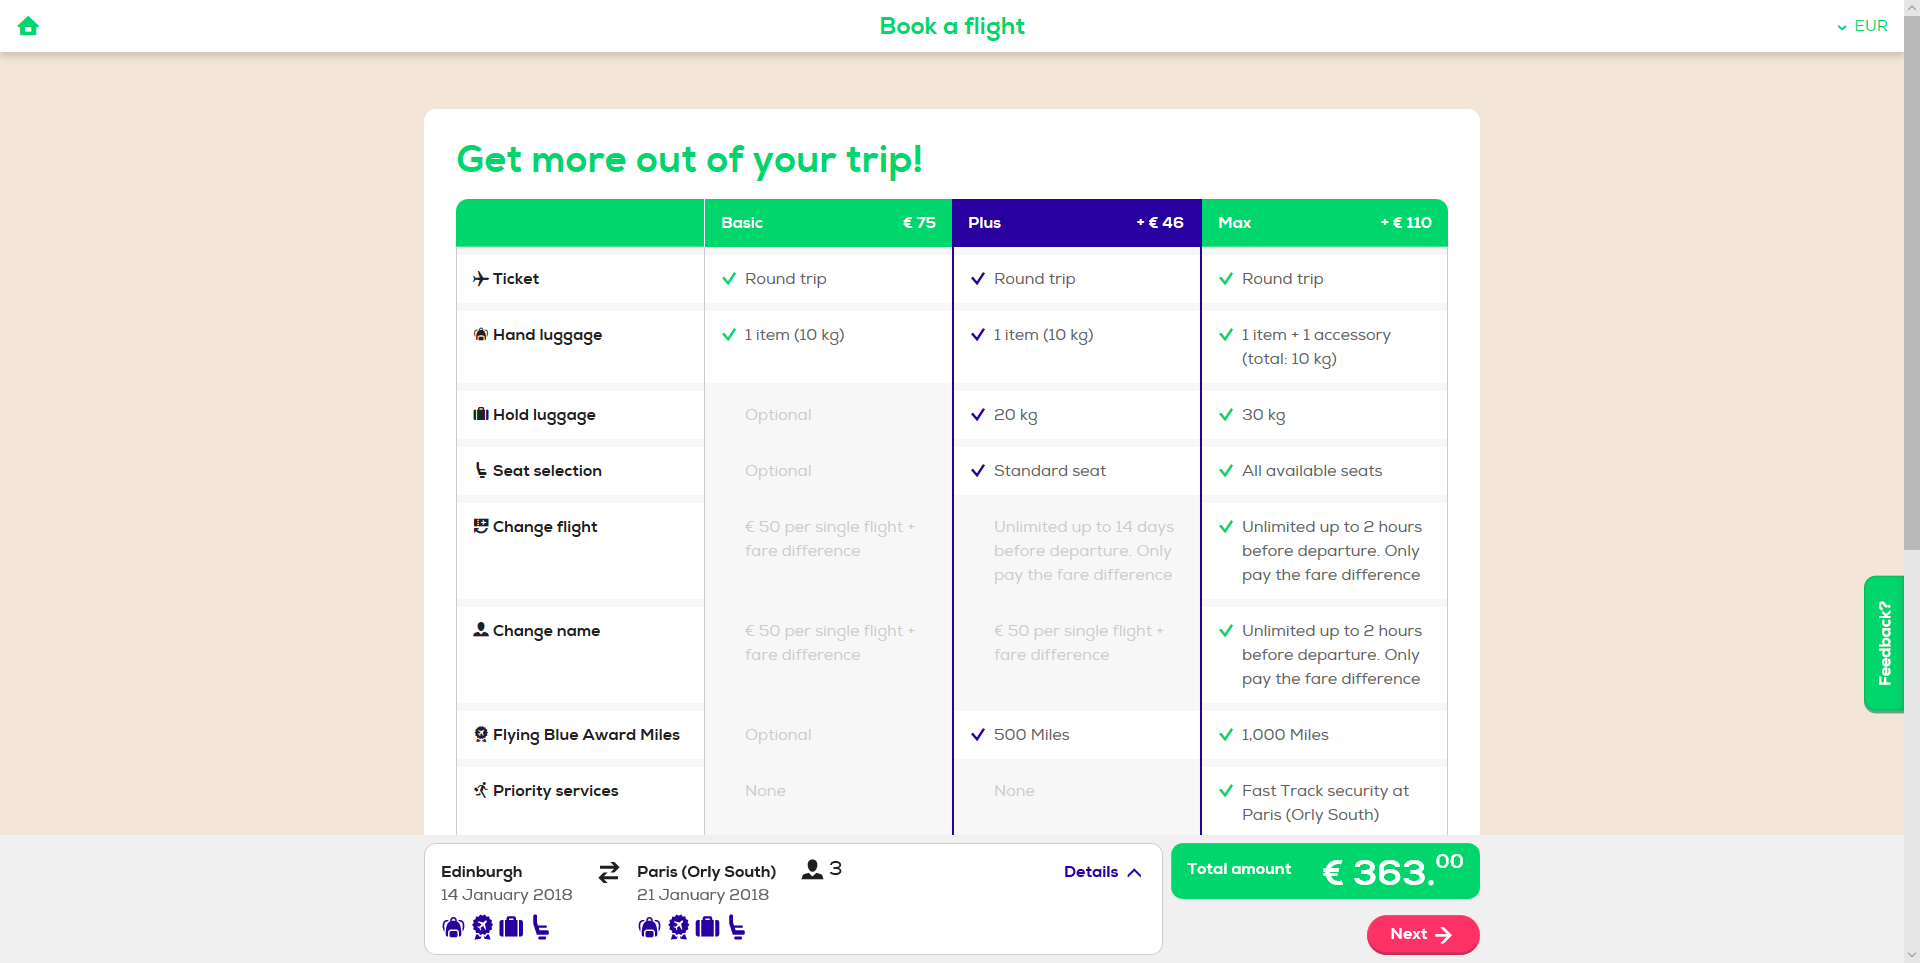 Book a flight
EUR
Get more out of your trip!
Basic € 75 Plus + € 46 Max + € 110
Ticket Round trip Round trip Round trip
Hand luggage 1 item (10 kg) 1 item (10 kg) 1 item + 1 accessory
(total: 10 kg)
Hold luggage Optional 20 kg 30 kg
Seat selection Optional Standard seat All available seats
Change flight € 50 per single flight + Unlimited up to 14 days Unlimited up to 2 hours
fare difference before departure. Only before departure. Only
pay the fare difference pay the fare difference
Change name € 50 per single flight + € 50 per single flight + Unlimited up to 2 hours
fare difference fare difference before departure. Only
pay the fare difference
Flying Blue Award Miles Optional 500 Miles 1,000 Miles
Priority services None None Fast Track security at
Paris (Orly South)
Feedback?
Edinburgh Paris (Orly South) 3 Details
14 January 2018 21 January 2018
Total amount € 363.00
Next